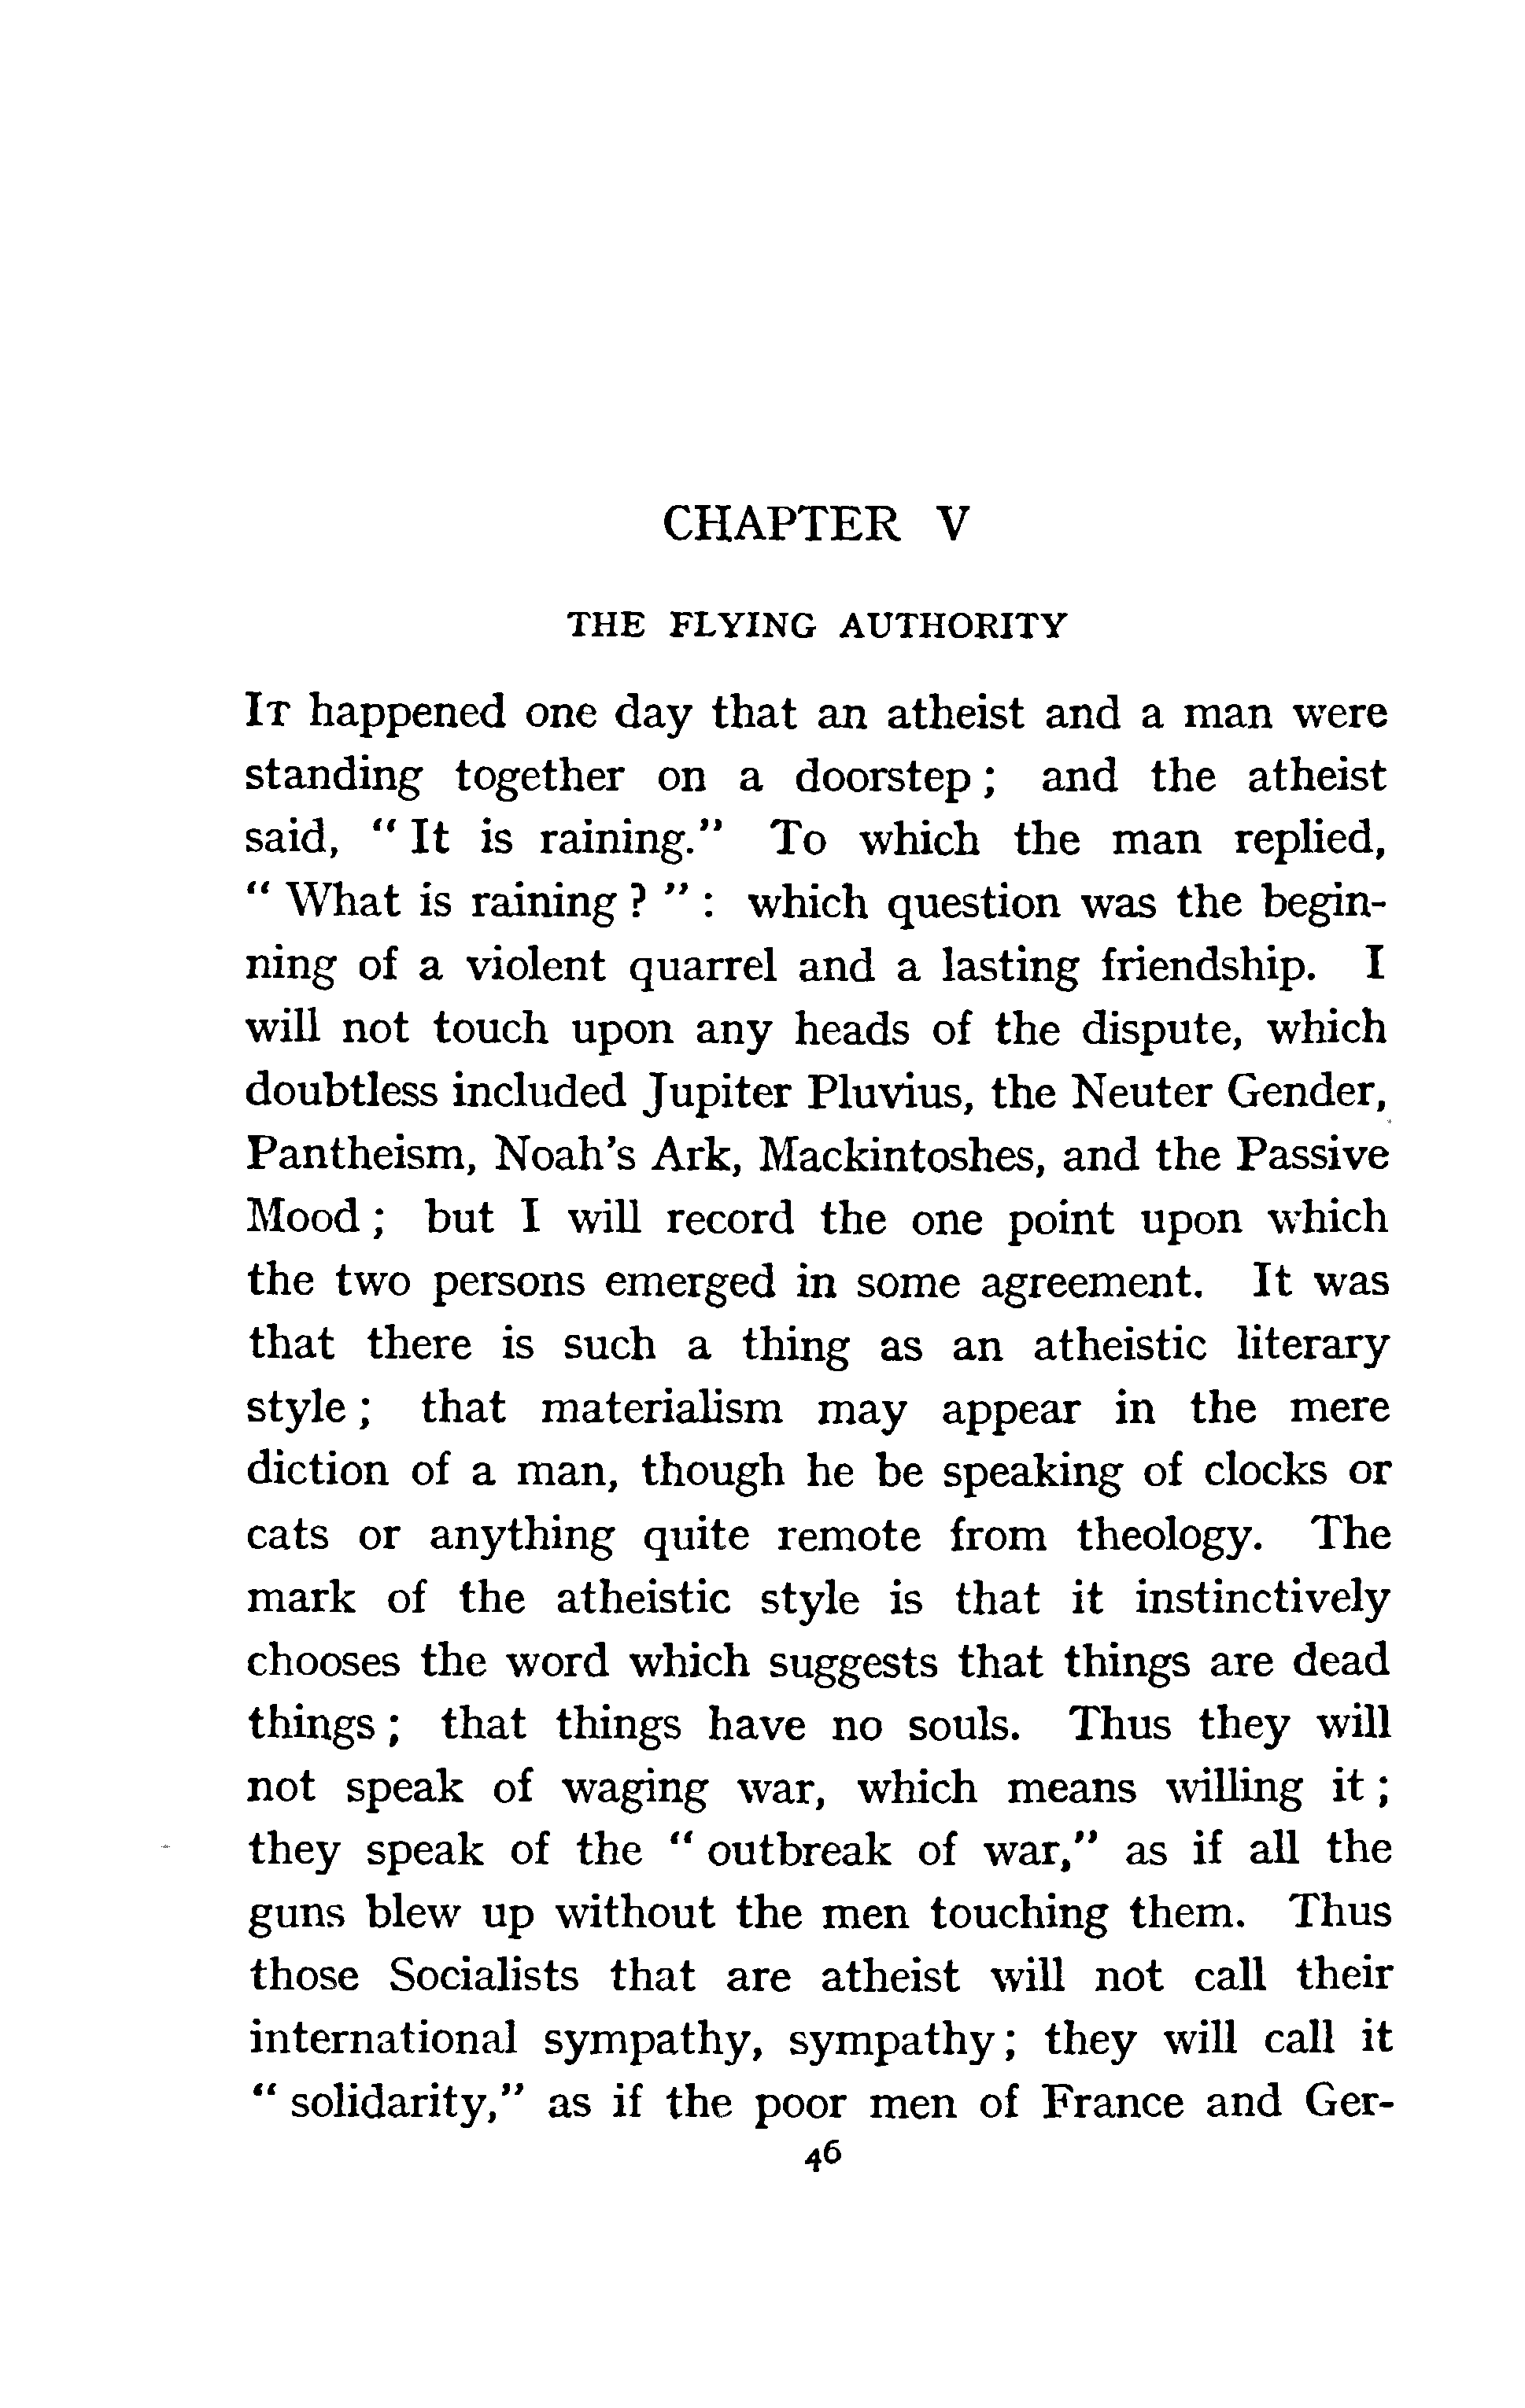 CHAPTER V
THE FLYING AUTHORITY
IT happened one day that an atheist and a man were
standing together on a doorstep ; and the atheist
said, “ It is raining.” To which the man replied,
“ What is raining ? ” : which question was the begin-
ning of a violent quarrel and a lasting friendship. I
will not touch upon any heads of the dispute, which
doubtless included Jupiter Pluvius, the Neuter Gender,
Pantheism, Noah’s Ark, Mackintoshes, and the Passive
Mood ; but I will record the one point upon which
the two persons emerged in some agreement. It was
that there is such a thing as an atheistic literary
style ; that materialism may appear in the mere
diction of a man, though he be speaking of clocks or
cats or anything quite remote from theology. The
mark of the atheistic style is that it instinctively
chooses the word which suggests that things are dead
things ; that things have no souls. Thus they will
not speak of waging war, which means willing it ;
they speak of the “ outbreak of war,” as if all the
guns blew up without the men touching them. Thus
those Socialists that are atheist will not call their
international sympathy, sympathy ; they will call it
“ solidarity,” as if the poor men of France and Ger-
46